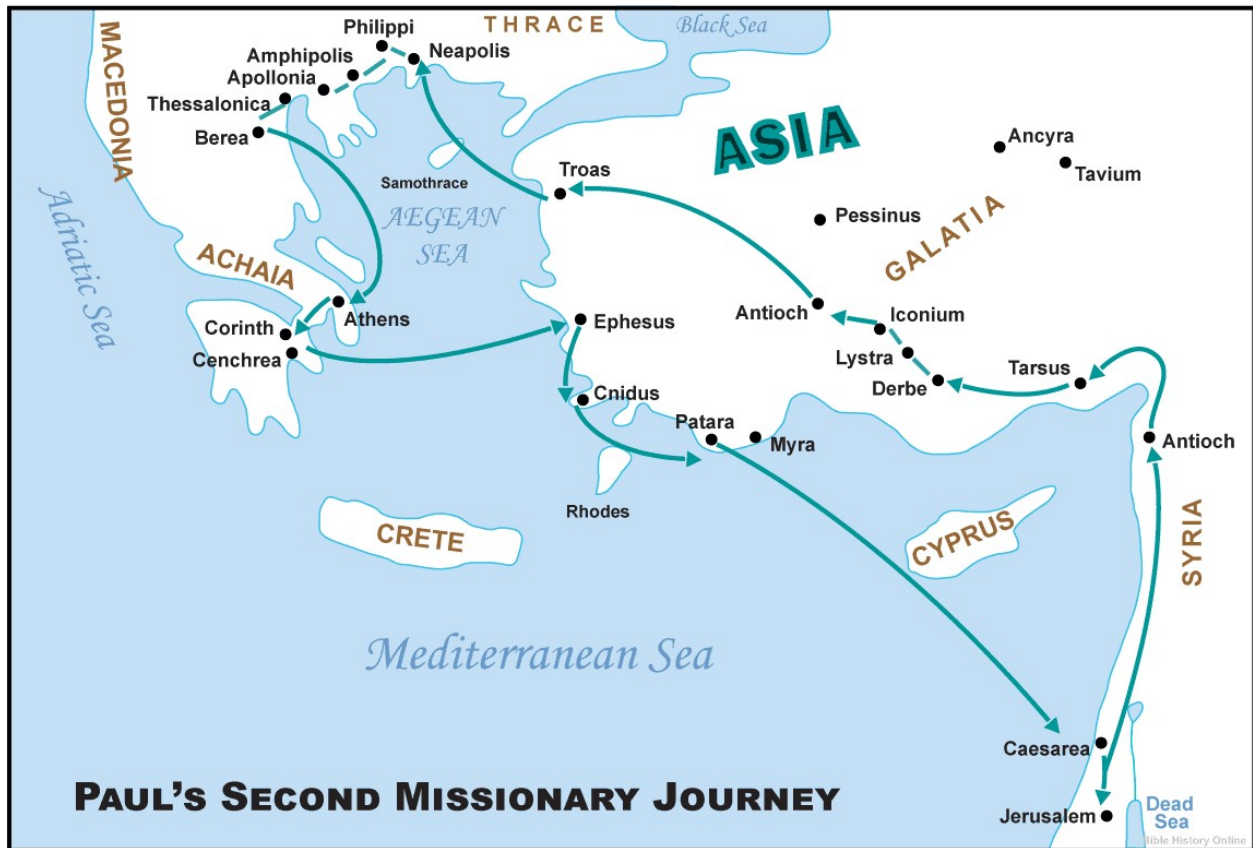 THRACE
Black Sea
MACEDONIA
Philippi
Neapolis
Amphipolis
Apollonia
Thessalonica
Berea
ASIA
Ancyra
Tavium
Troas
Samothrace
AEGEAN
SEA
Pessinus
GALATIA
Adriatic Sea
ACHAIA
Athens
Corinth
Cenchrea
Ephesus
Antioch
Iconium
Lystra
Derbe
Tarsus
Cnidus
Patara
Myra
Antioch
Rhodes
CRETE
CYPRUS
SYRIA
Mediterranean Sea
Caesarea
Jerusalem
Dead
Sea
PAUL'S SECOND MISSIONARY JOURNEY
Bible History Online